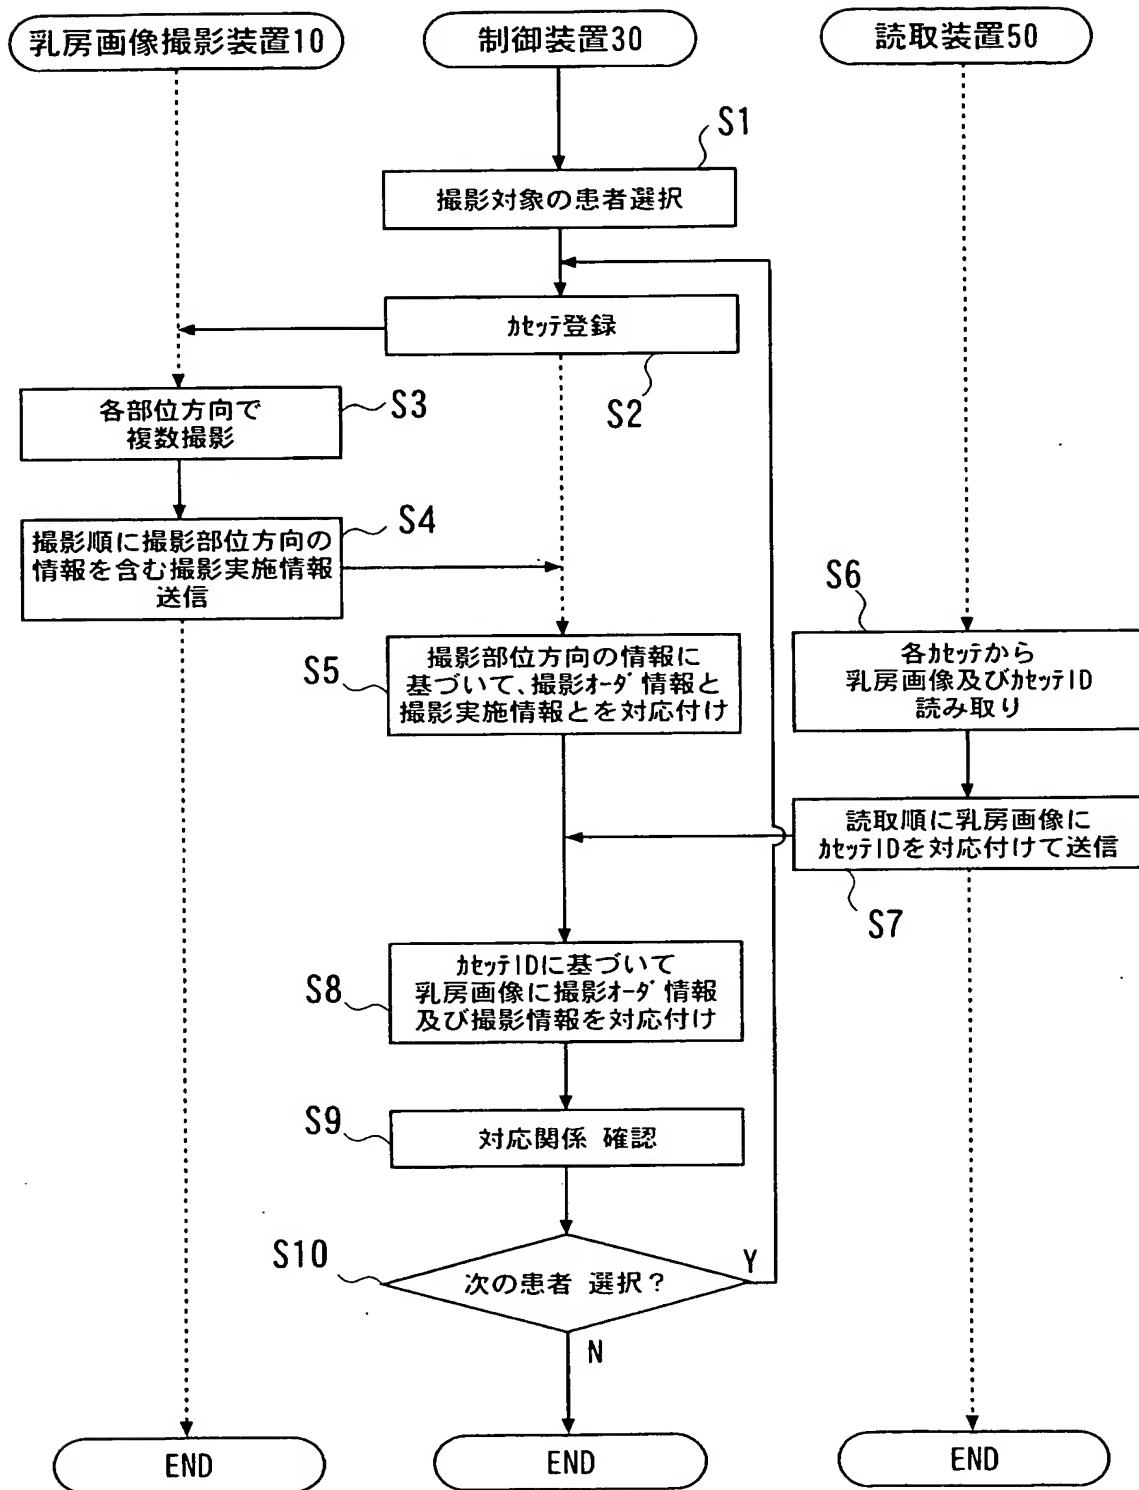 乳房画像撮影装置10
制御装置30
読取装置50
S1
撮影対象の患者選択
カセッテ登録
S2
各部位方向で
複数撮影
S3
撮影順に撮影部位方向の
情報を含む撮影実施情報
送信
S4
S5
撮影部位方向の情報に
基づいて、撮影オーダ情報と
撮影実施情報とを対応付け
S6
各カセッテから
乳房画像及びカセッテID
読み取り
読取順に乳房画像に
カセッテIDを対応付けて送信
S7
S8
カセッテIDに基づいて
乳房画像に撮影オーダ情報
及び撮影情報を対応付け
S9
対応関係 確認
S10
次の患者 選択?
Y
N
END
END
END